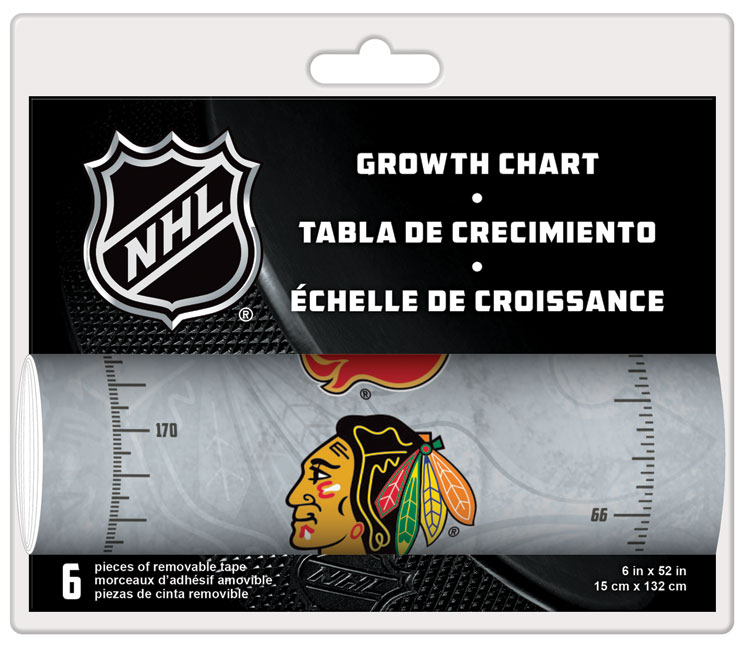 NHL
®
GROWTH CHART
•
TABLA DE CRECIMIENTO
•
ÉCHELLE DE CROISSANCE
®
170
66
®
6
pieces of removable tape
morceaux d'adhésif amovible
piezas de cinta removible
NHL
6 in x 52 in
15 cm x 132 cm